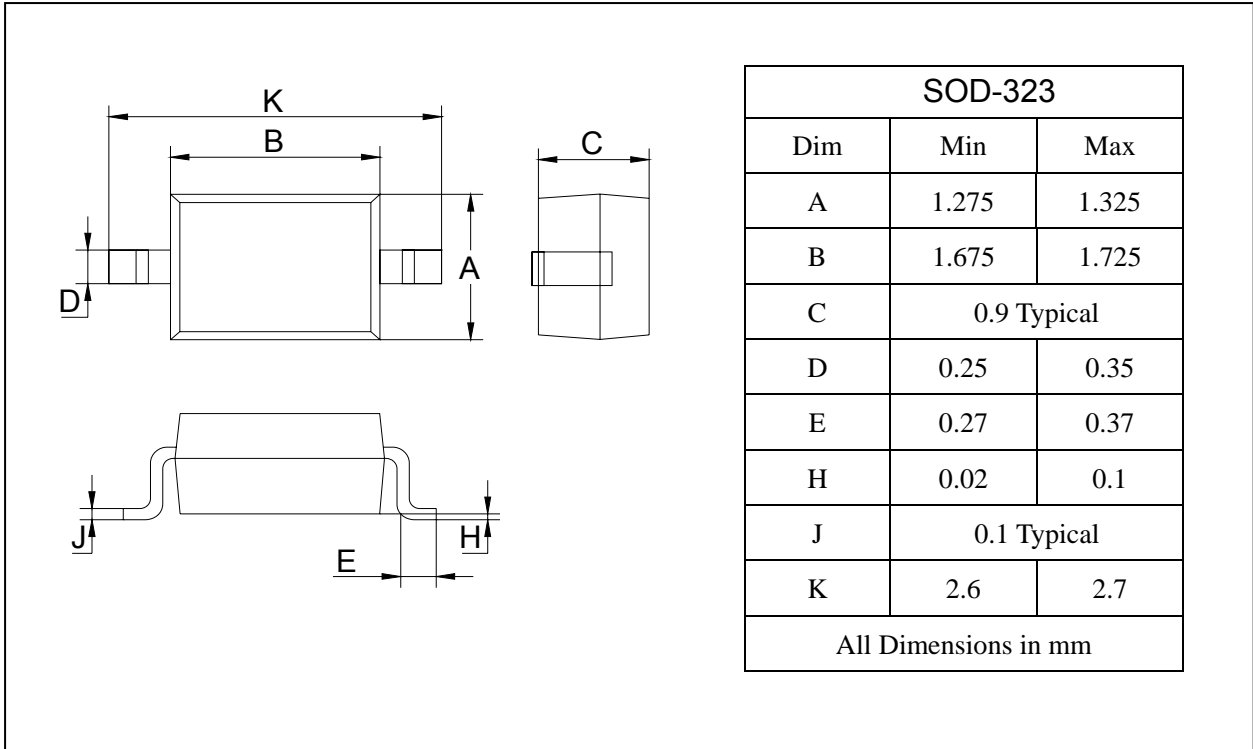 K
B
C
A
D
J
E
H
SOD-323
Dim Min Max
A 1.275 1.325
B 1.675 1.725
C 0.9 Typical
D 0.25 0.35
E 0.27 0.37
H 0.02 0.1
J 0.1 Typical
K 2.6 2.7
All Dimensions in mm